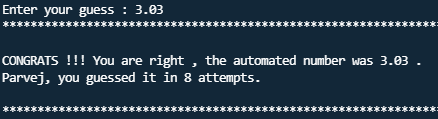 Enter your guess : 3.03
**************************************************************
CONGRATS !!! You are right , the automated number was 3.03 .
Parvej, you guessed it in 8 attempts.
**************************************************************